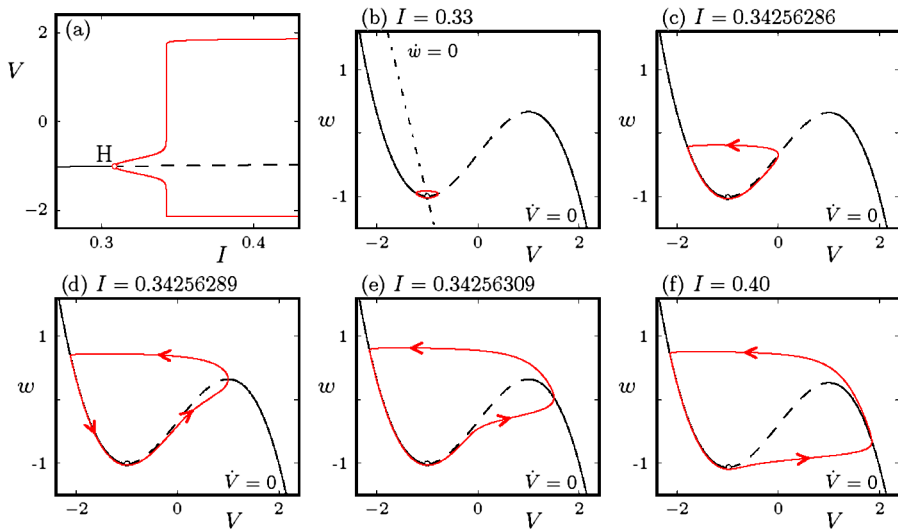 (a)
2
V
0
H
−2
0.3
I
0.4
(b) I = 0.33
ẇ = 0
1
w
-1
V̇ = 0
−2
0
V
2
(c) I = 0.34256286
1
w
-1
V̇ = 0
−2
0
V
2
(d) I = 0.34256289
1
w
-1
V̇ = 0
−2
0
V
2
(e) I = 0.34256309
1
w
-1
V̇ = 0
−2
0
V
2
(f) I = 0.40
1
w
-1
V̇ = 0
−2
0
V
2